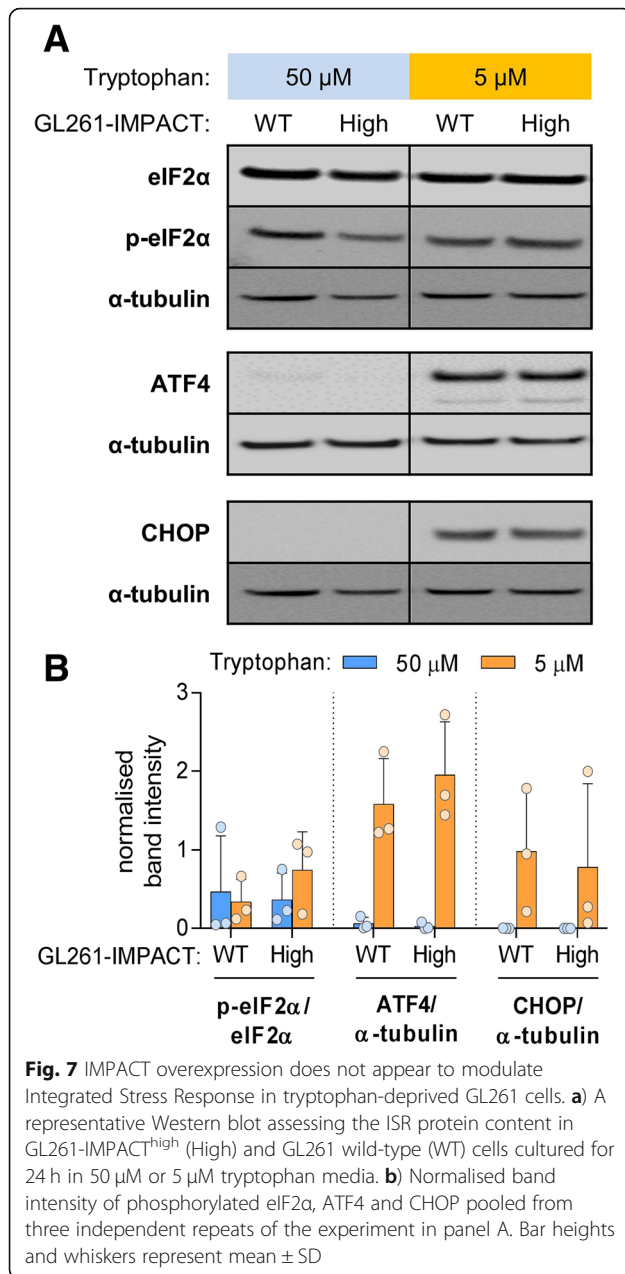 A
Tryptophan: 50 µM 5 µM
GL261-IMPACT: WT High WT High
eIF2α
p-eIF2α
α-tubulin
ATF4
α-tubulin
CHOP
α-tubulin
B
Tryptophan: 50 µM 5 µM
normalised
band intensity
3
2
1
0
GL261-IMPACT: WT High WT High WT High
p-eIF2α/ ATF4/ CHOP/
eIF2α α-tubulin α-tubulin
Fig. 7 IMPACT overexpression does not appear to modulate
Integrated Stress Response in tryptophan-deprived GL261 cells. a) A
representative Western blot assessing the ISR protein content in
GL261-IMPACThigh (High) and GL261 wild-type (WT) cells cultured for
24 h in 50 µM or 5 µM tryptophan media. b) Normalised band
intensity of phosphorylated eIF2α, ATF4 and CHOP pooled from
three independent repeats of the experiment in panel A. Bar heights
and whiskers represent mean ± SD